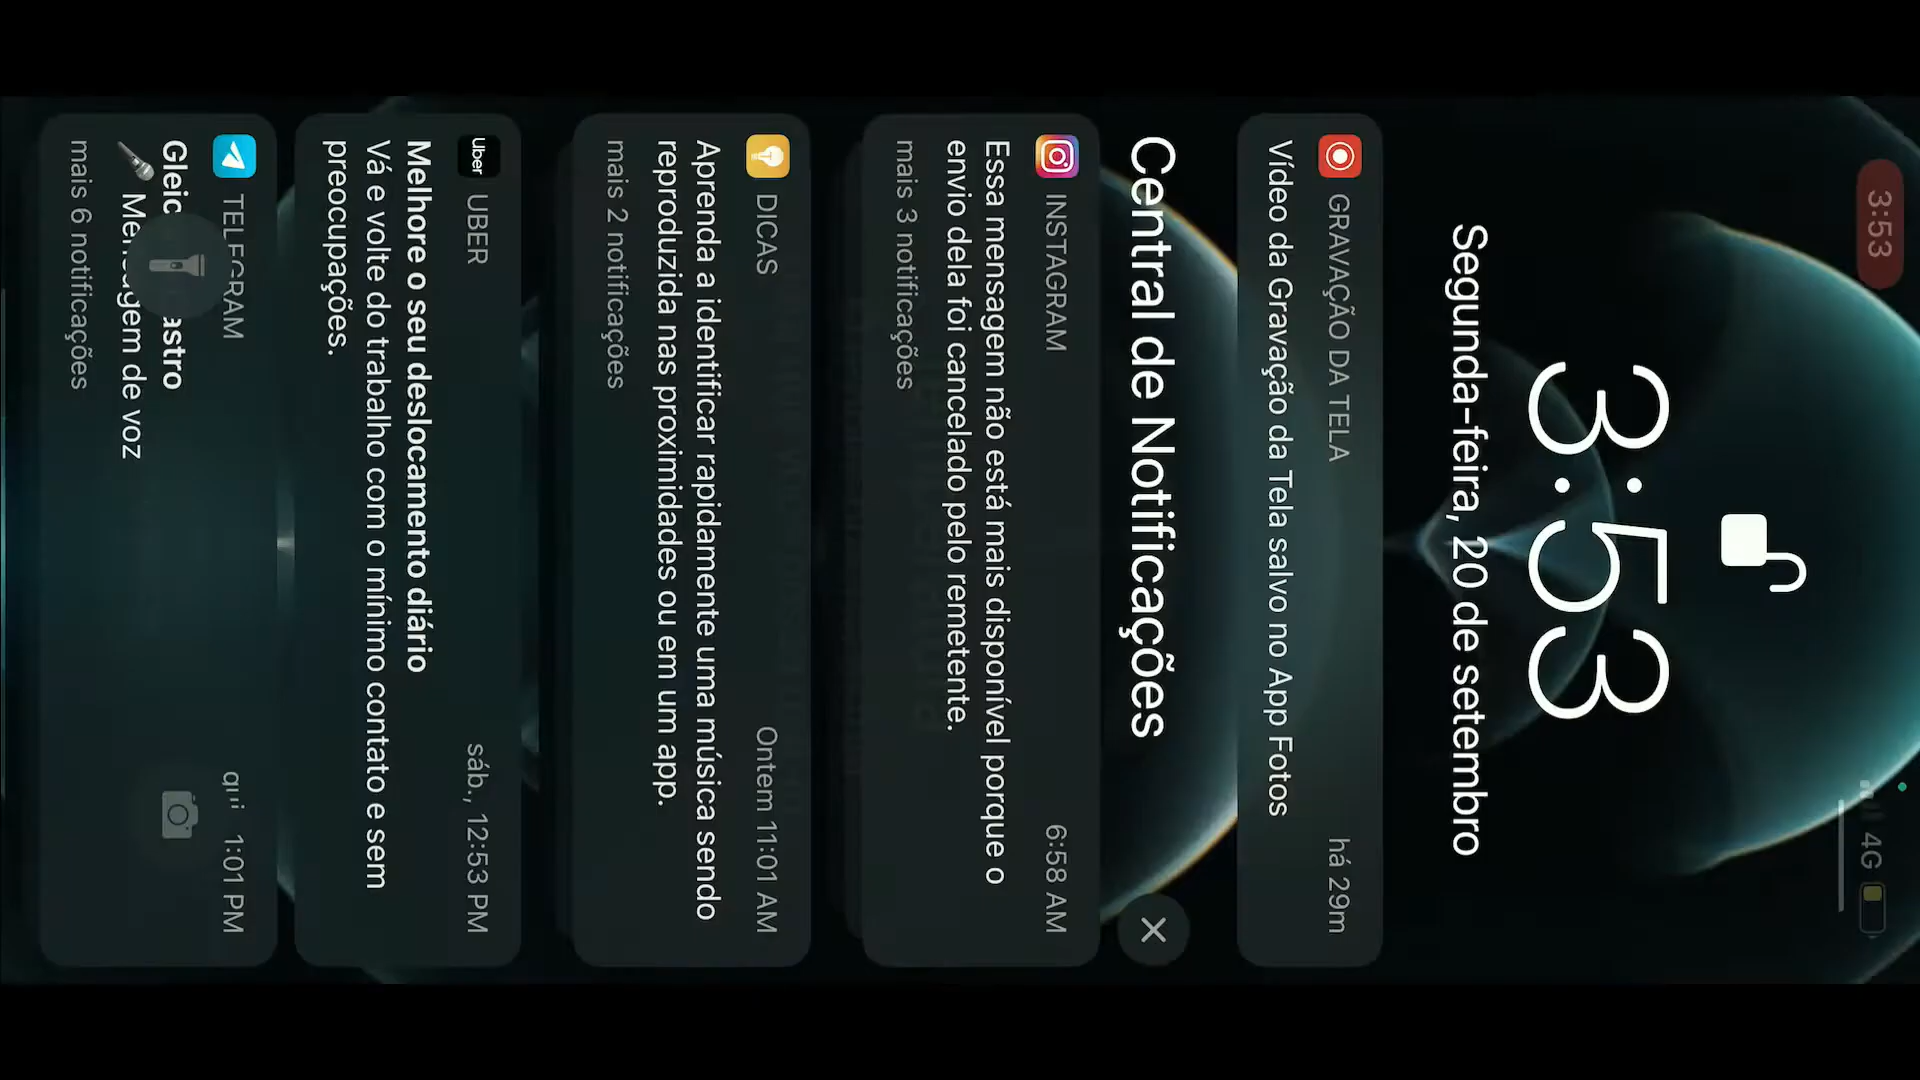 3:53
4G
3:53
Segunda-feira, 20 de setembro
GRAVAÇÃO DA TELA
há 29m
Vídeo da Gravação da Tela salvo no App Fotos
Central de Notificações
INSTAGRAM
6:58 AM
Essa mensagem não está mais disponível porque o
envio dela foi cancelado pelo remetente.
mais 3 notificações
DICAS
Ontem 11:01 AM
Aprenda a identificar rapidamente uma música sendo
reproduzida nas proximidades ou em um app.
mais 2 notificações
Uber
UBER
sáb., 12:53 PM
Melhore o seu deslocamento diário
Vá e volte do trabalho com o mínimo contato e sem
preocupações.
TELEGRAM
1:01 PM
Mensagem de voz
mais 6 notificações